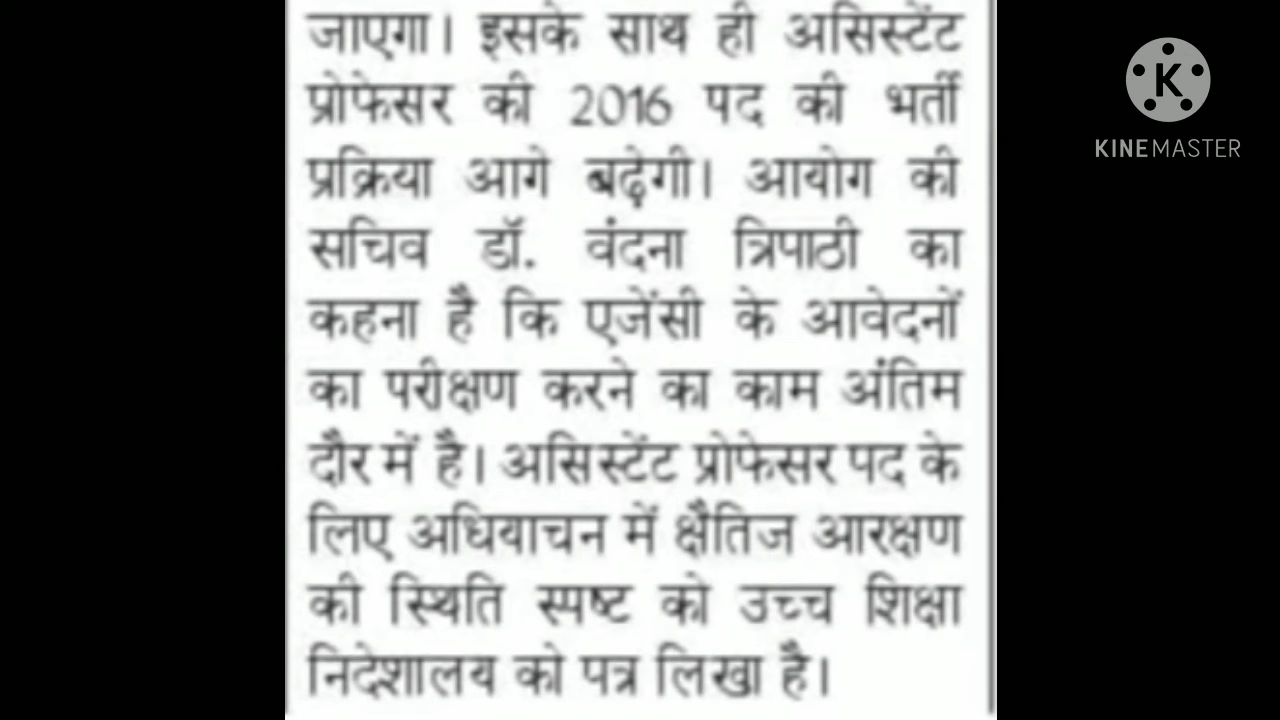 जाएगा। इसके साथ ही असिस्टेंट
प्रोफेसर की 2016 पद की भर्ती
प्रक्रिया आगे बढ़ेगी। आयोग की
सचिव डॉ. वंदना त्रिपाठी का
कहना है कि एजेंसी के आवेदनों
का परीक्षण करने का काम अंतिम
दौर में है। असिस्टेंट प्रोफेसर पद के
लिए अधियाचन में क्षैतिज आरक्षण
की स्थिति स्पष्ट को उच्च शिक्षा
निदेशालय को पत्र लिखा है।
K
KINEMASTER